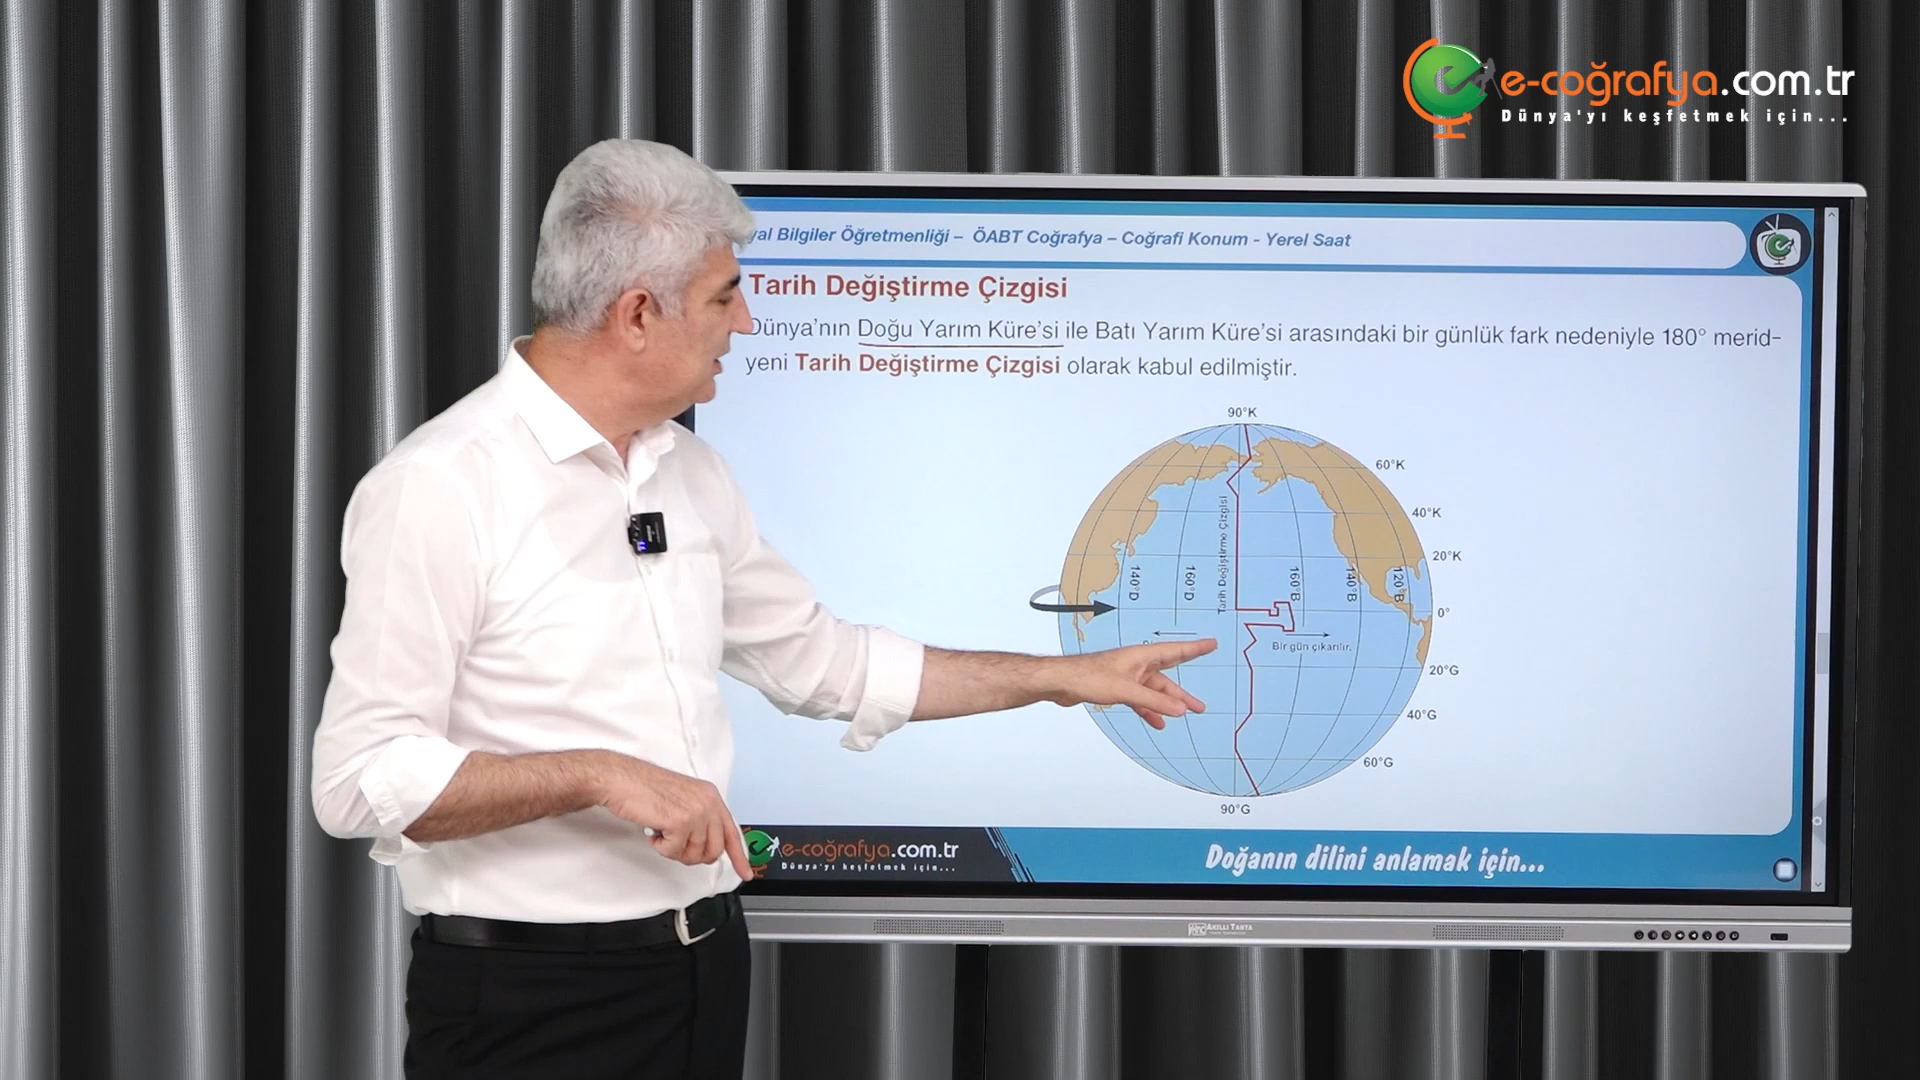 e-coğrafya.com.tr
Dünya'yı keşfetmek için...
Bilgiler Öğretmenliği – ÖABT Coğrafya – Coğrafi Konum - Yerel Saat
Tarih Değiştirme Çizgisi
Dünya'nın Doğu Yarım Küre'si ile Batı Yarım Küre'si arasındaki bir günlük fark nedeniyle 180° merid-
yeni Tarih Değiştirme Çizgisi olarak kabul edilmiştir.
90°K
60°K
40°K
20°K
Tarih Değiştirme Çizgisi
140°D
160°D
160°B
140°B
120°B
0°
Bir gün çıkarılır.
20°G
40°G
60°G
90°G
e-coğrafya.com.tr
Dünya'yı keşfetmek için...
Doğanın dilini anlamak için...
AKILLI TAHTA